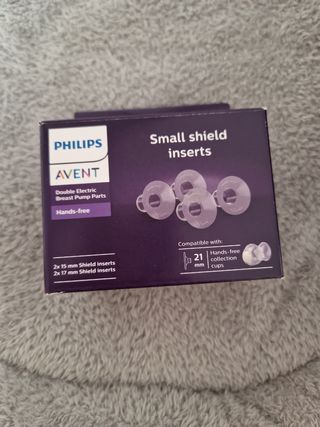 PHILIPS
AVENT
Double Electric
Breast Pump Parts
Hands-free
2x 15 mm Shield inserts
2x 17 mm Shield inserts
Small shield
inserts
Compatible with:
21
mm
Hands-free
collection
cups